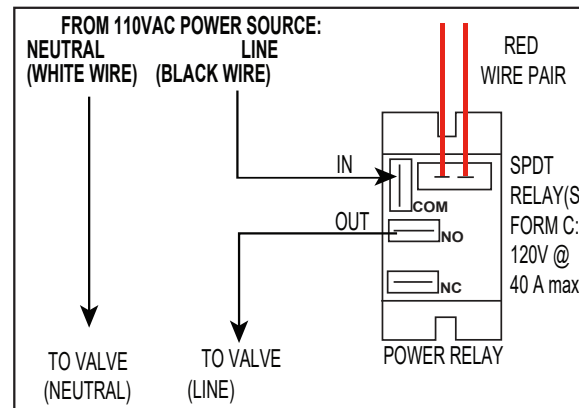 FROM 110VAC POWER SOURCE:
NEUTRAL
(WHITE WIRE)
LINE
(BLACK WIRE)
RED
WIRE PAIR
IN
COM
OUT
NO
NC
SPDT
RELAY(S
FORM C:
120V @
40 A max
POWER RELAY
TO VALVE
(NEUTRAL)
TO VALVE
(LINE)